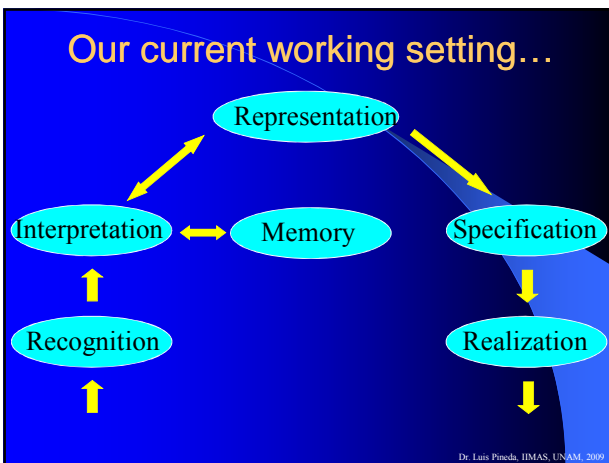 Our current working setting…
Representation
Interpretation
Memory
Specification
Recognition
Realization
Dr. Luis Pineda, IIMAS, UNAM, 2009